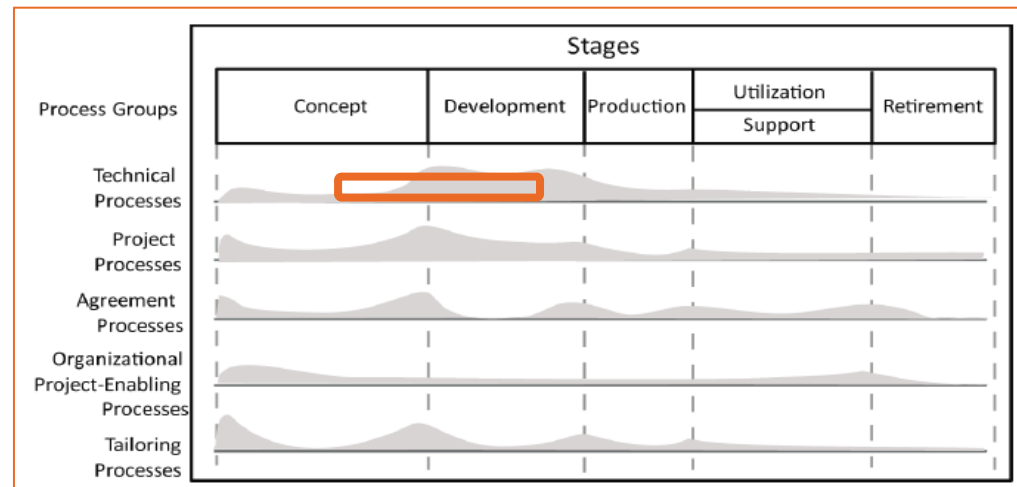 Stages
Process Groups
Concept
Development
Production
Utilization
Support
Retirement
Technical
Processes
Project
Processes
Agreement
Processes
Organizational
Project-Enabling
Processes
Tailoring
Processes